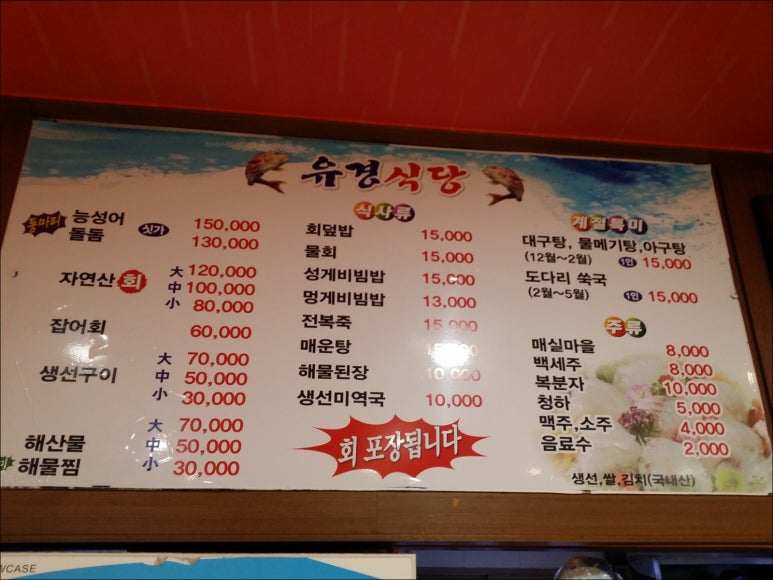 유경식당
통마리 능성어 싯가 150,000
돌돔 130,000
자연산 회 大 120,000
中 100,000
小 80,000
잡어회 60,000
생선구이 大 70,000
中 50,000
小 30,000
해산물 大 70,000
해물찜 中 50,000
小 30,000
식사류
회덮밥 15,000
물회 15,000
성게비빔밥 15,000
멍게비빔밥 13,000
전복죽 15,000
매운탕
해물된장 10,000
생선미역국 10,000
회 포장됩니다
계절특미
대구탕, 물메기탕,아구탕
(12월~2월) 1인 15,000
도다리 쑥국
(2월~5월) 1인 15,000
주류
매실마을 8,000
백세주 8,000
복분자 10,000
청하 5,000
맥주,소주 4,000
음료수 2,000
생선,쌀,김치(국내산)
WCASE